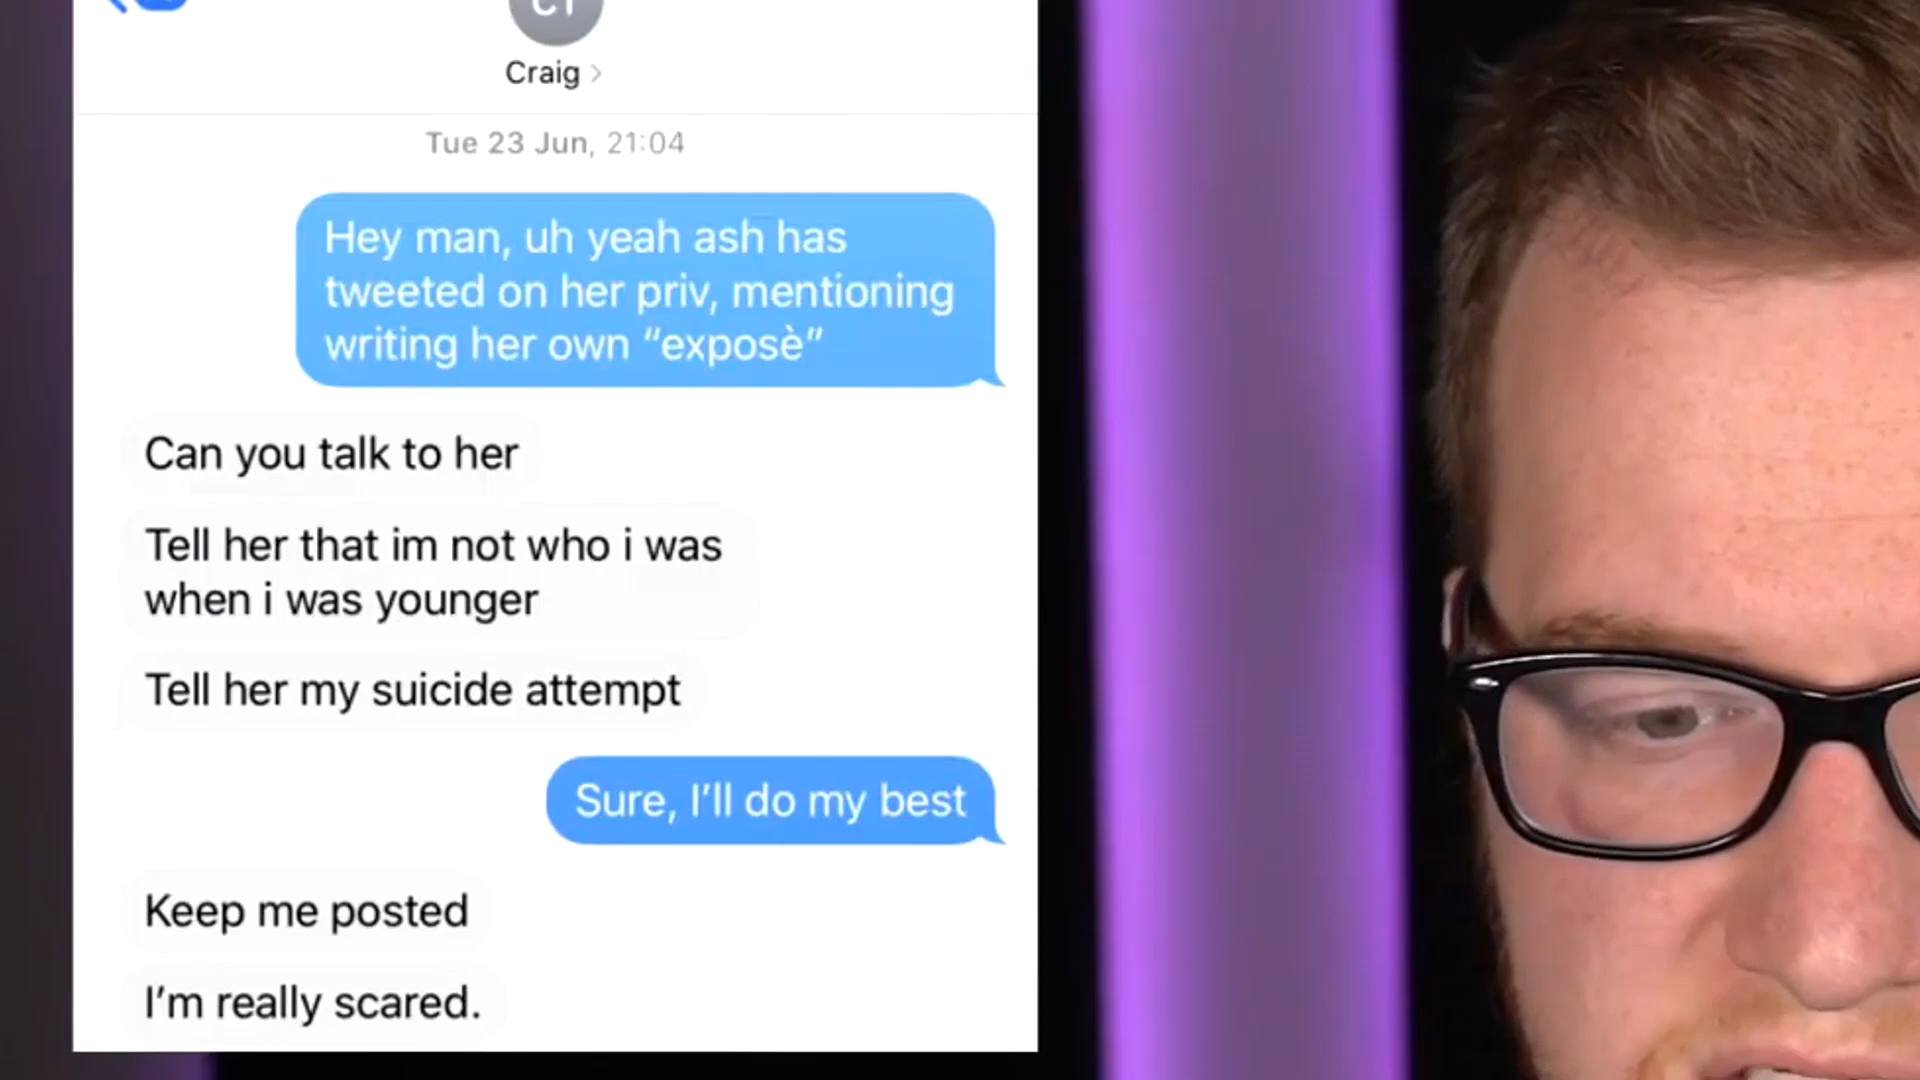 CT
Craig
Tue 23 Jun, 21:04
Hey man, uh yeah ash has
tweeted on her priv, mentioning
writing her own “exposè”
Can you talk to her
Tell her that im not who i was
when i was younger
Tell her my suicide attempt
Sure, I’ll do my best
Keep me posted
I’m really scared.